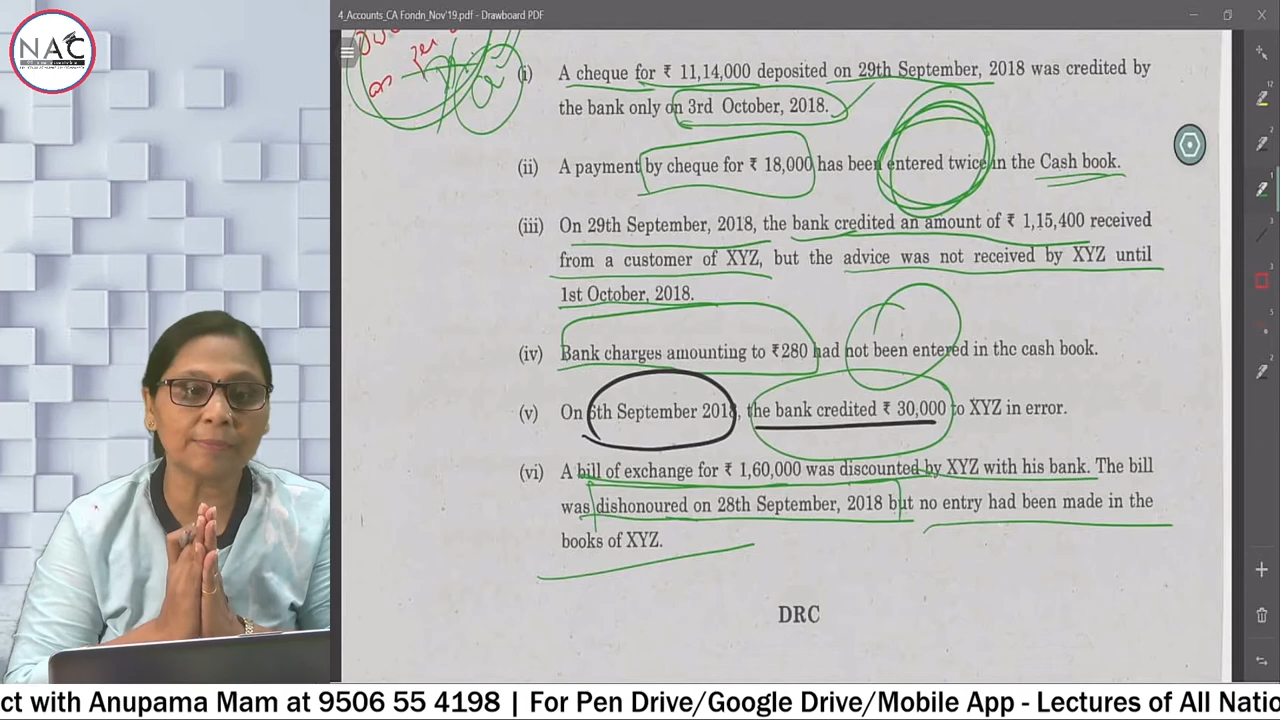 4_Accounts_CA Fondn_Nov'19.pdf - Drawboard PDF
NAC
as per
(i) A cheque for ₹ 11,14,000 deposited on 29th September, 2018 was credited by
the bank only on 3rd October, 2018.
(ii) A payment by cheque for ₹ 18,000 has been entered twice in the Cash book.
(iii) On 29th September, 2018, the bank credited an amount of ₹ 1,15,400 received
from a customer of XYZ, but the advice was not received by XYZ until
1st October, 2018.
(iv) Bank charges amounting to ₹280 had not been entered in the cash book.
(v) On 6th September 2018, the bank credited ₹ 30,000 to XYZ in error.
(vi) A bill of exchange for ₹ 1,60,000 was discounted by XYZ with his bank. The bill
was dishonoured on 28th September, 2018 but no entry had been made in the
books of XYZ.
DRC
ct with Anupama Mam at 9506 55 4198 | For Pen Drive/Google Drive/Mobile App - Lectures of All Natio